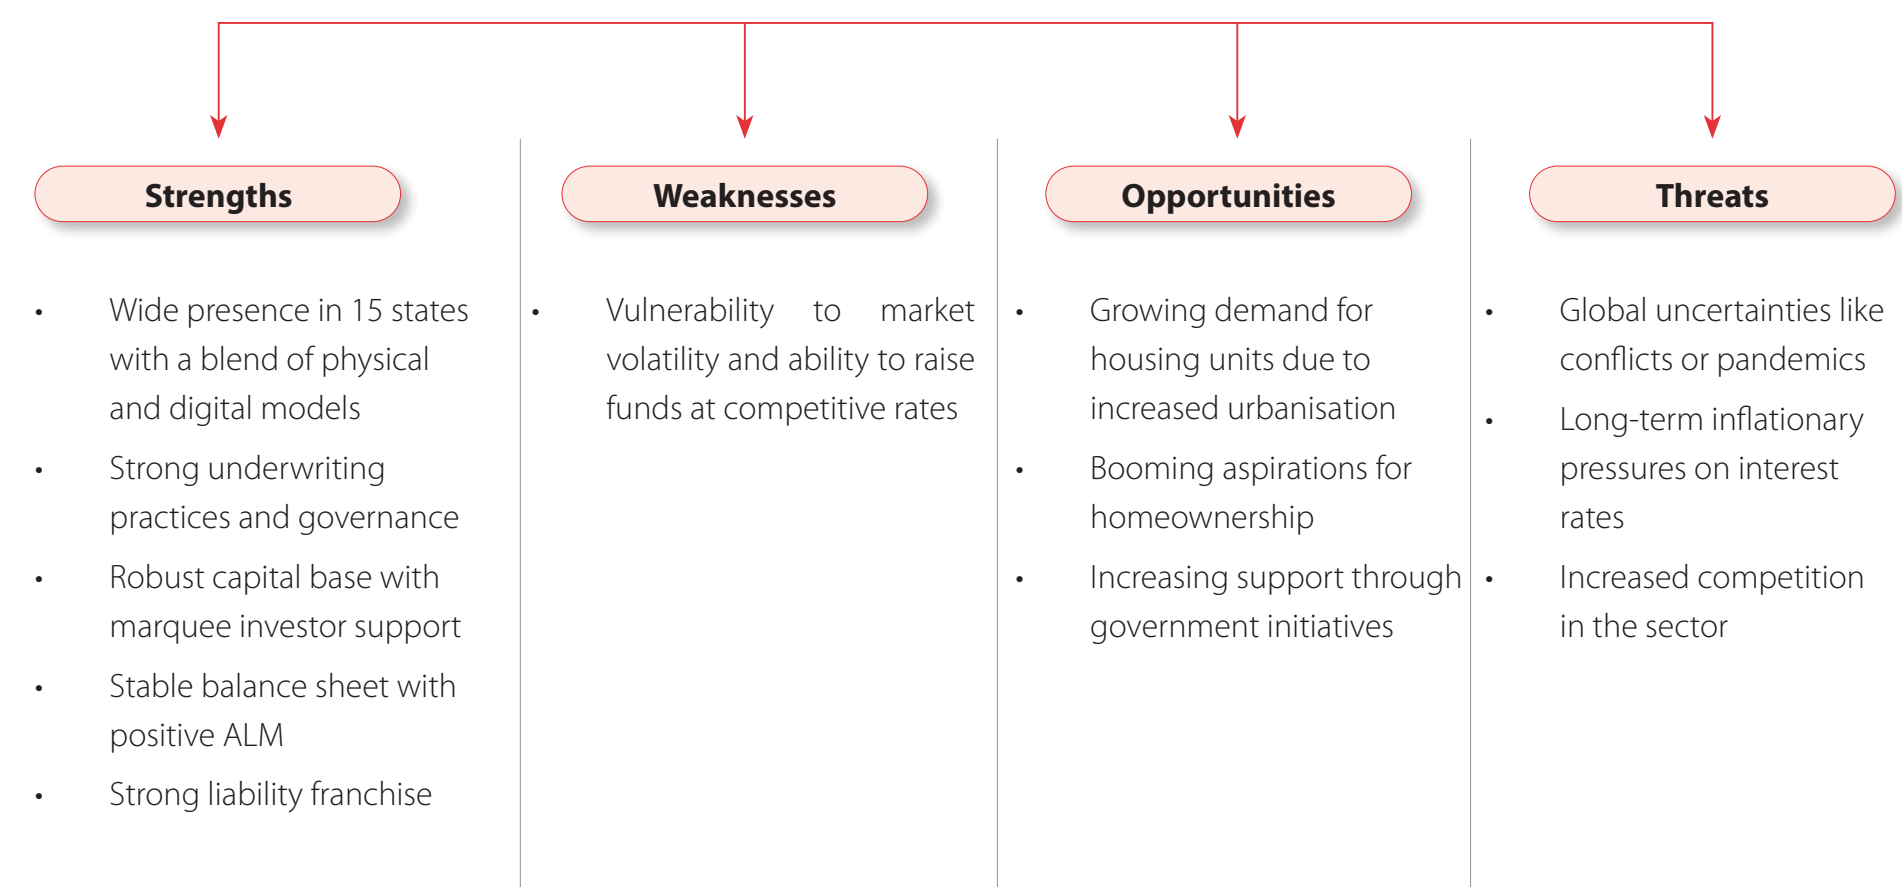 Strengths
• Wide presence in 15 states
with a blend of physical
and digital models
• Strong underwriting
practices and governance
• Robust capital base with
marquee investor support
• Stable balance sheet with
positive ALM
• Strong liability franchise
Weaknesses
• Vulnerability to market
volatility and ability to raise
funds at competitive rates
Opportunities
• Growing demand for
housing units due to
increased urbanisation
• Booming aspirations for
homeownership
• Increasing support through
government initiatives
Threats
• Global uncertainties like
conflicts or pandemics
• Long-term inflationary
pressures on interest
rates
• Increased competition
in the sector